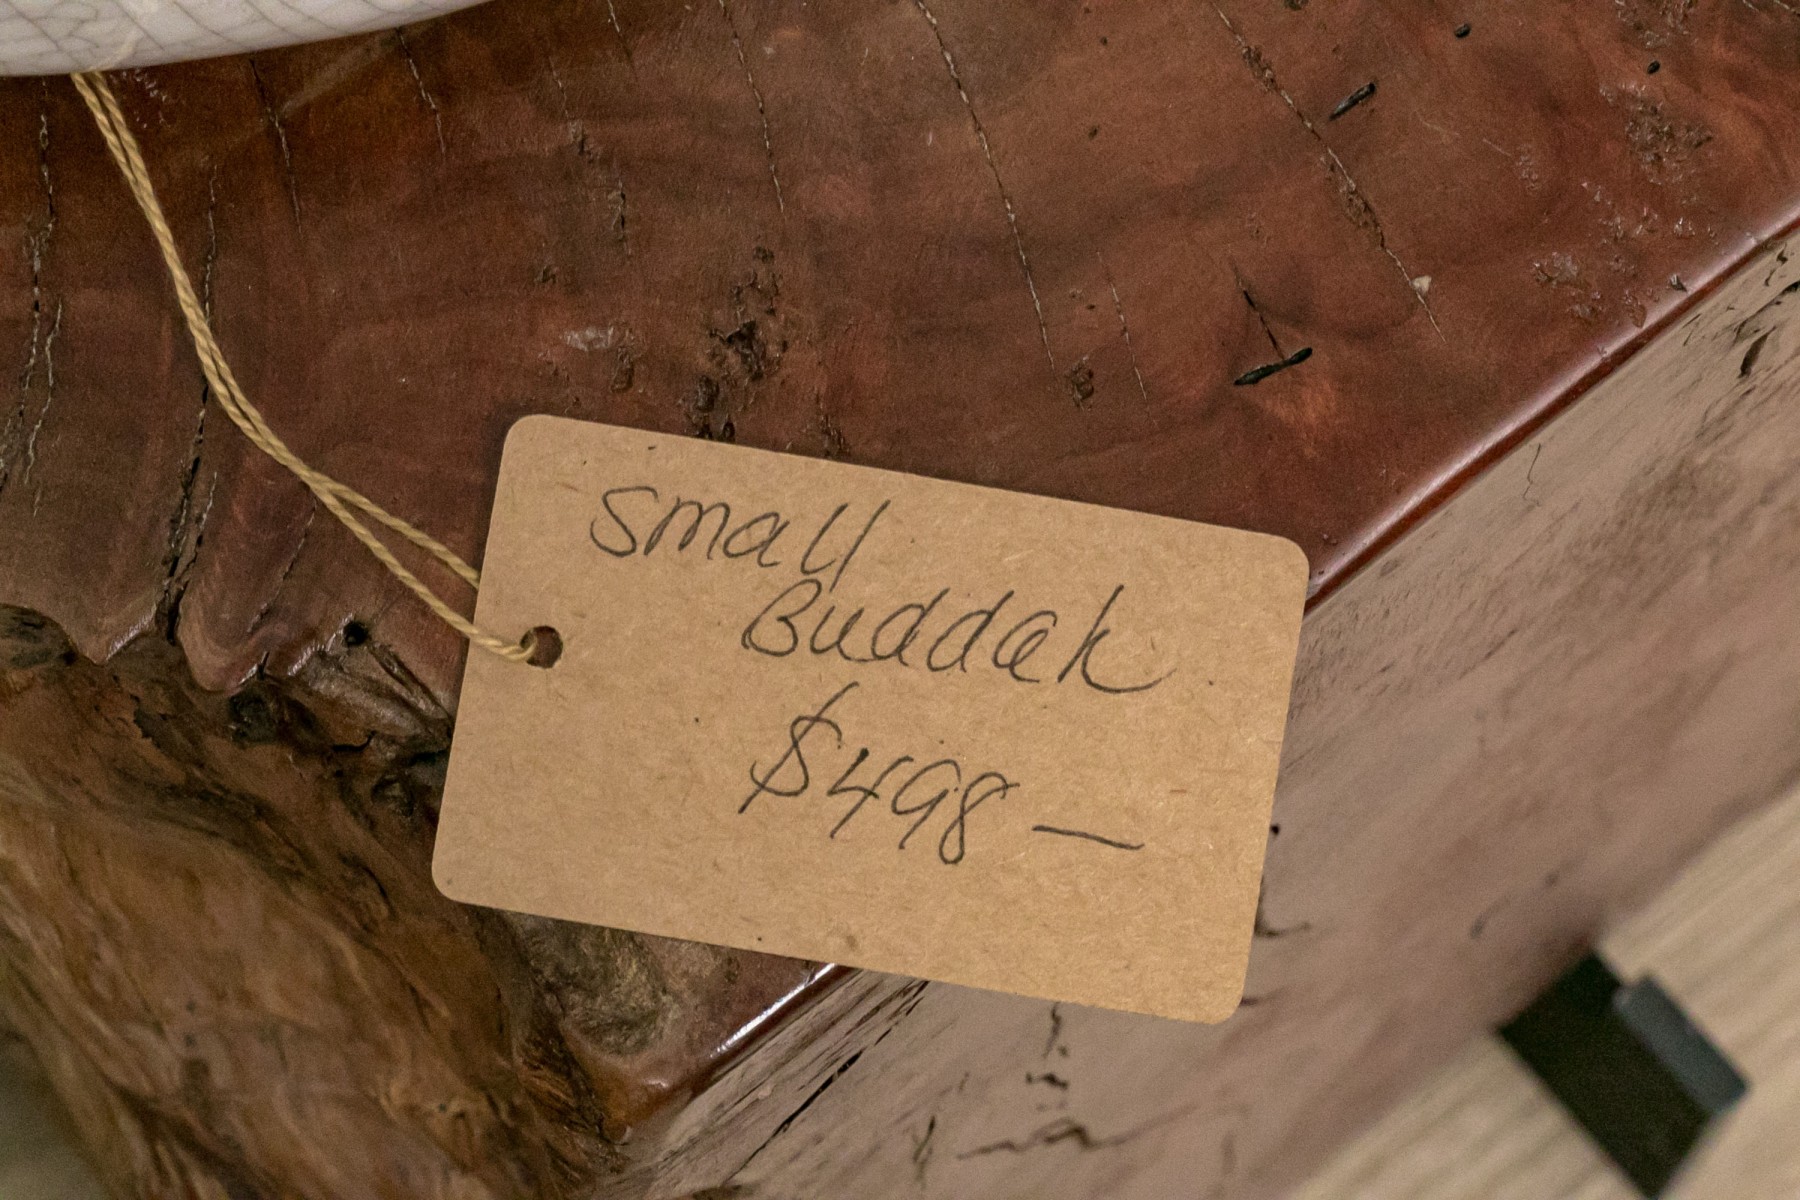 Small
Buddah
$498 —